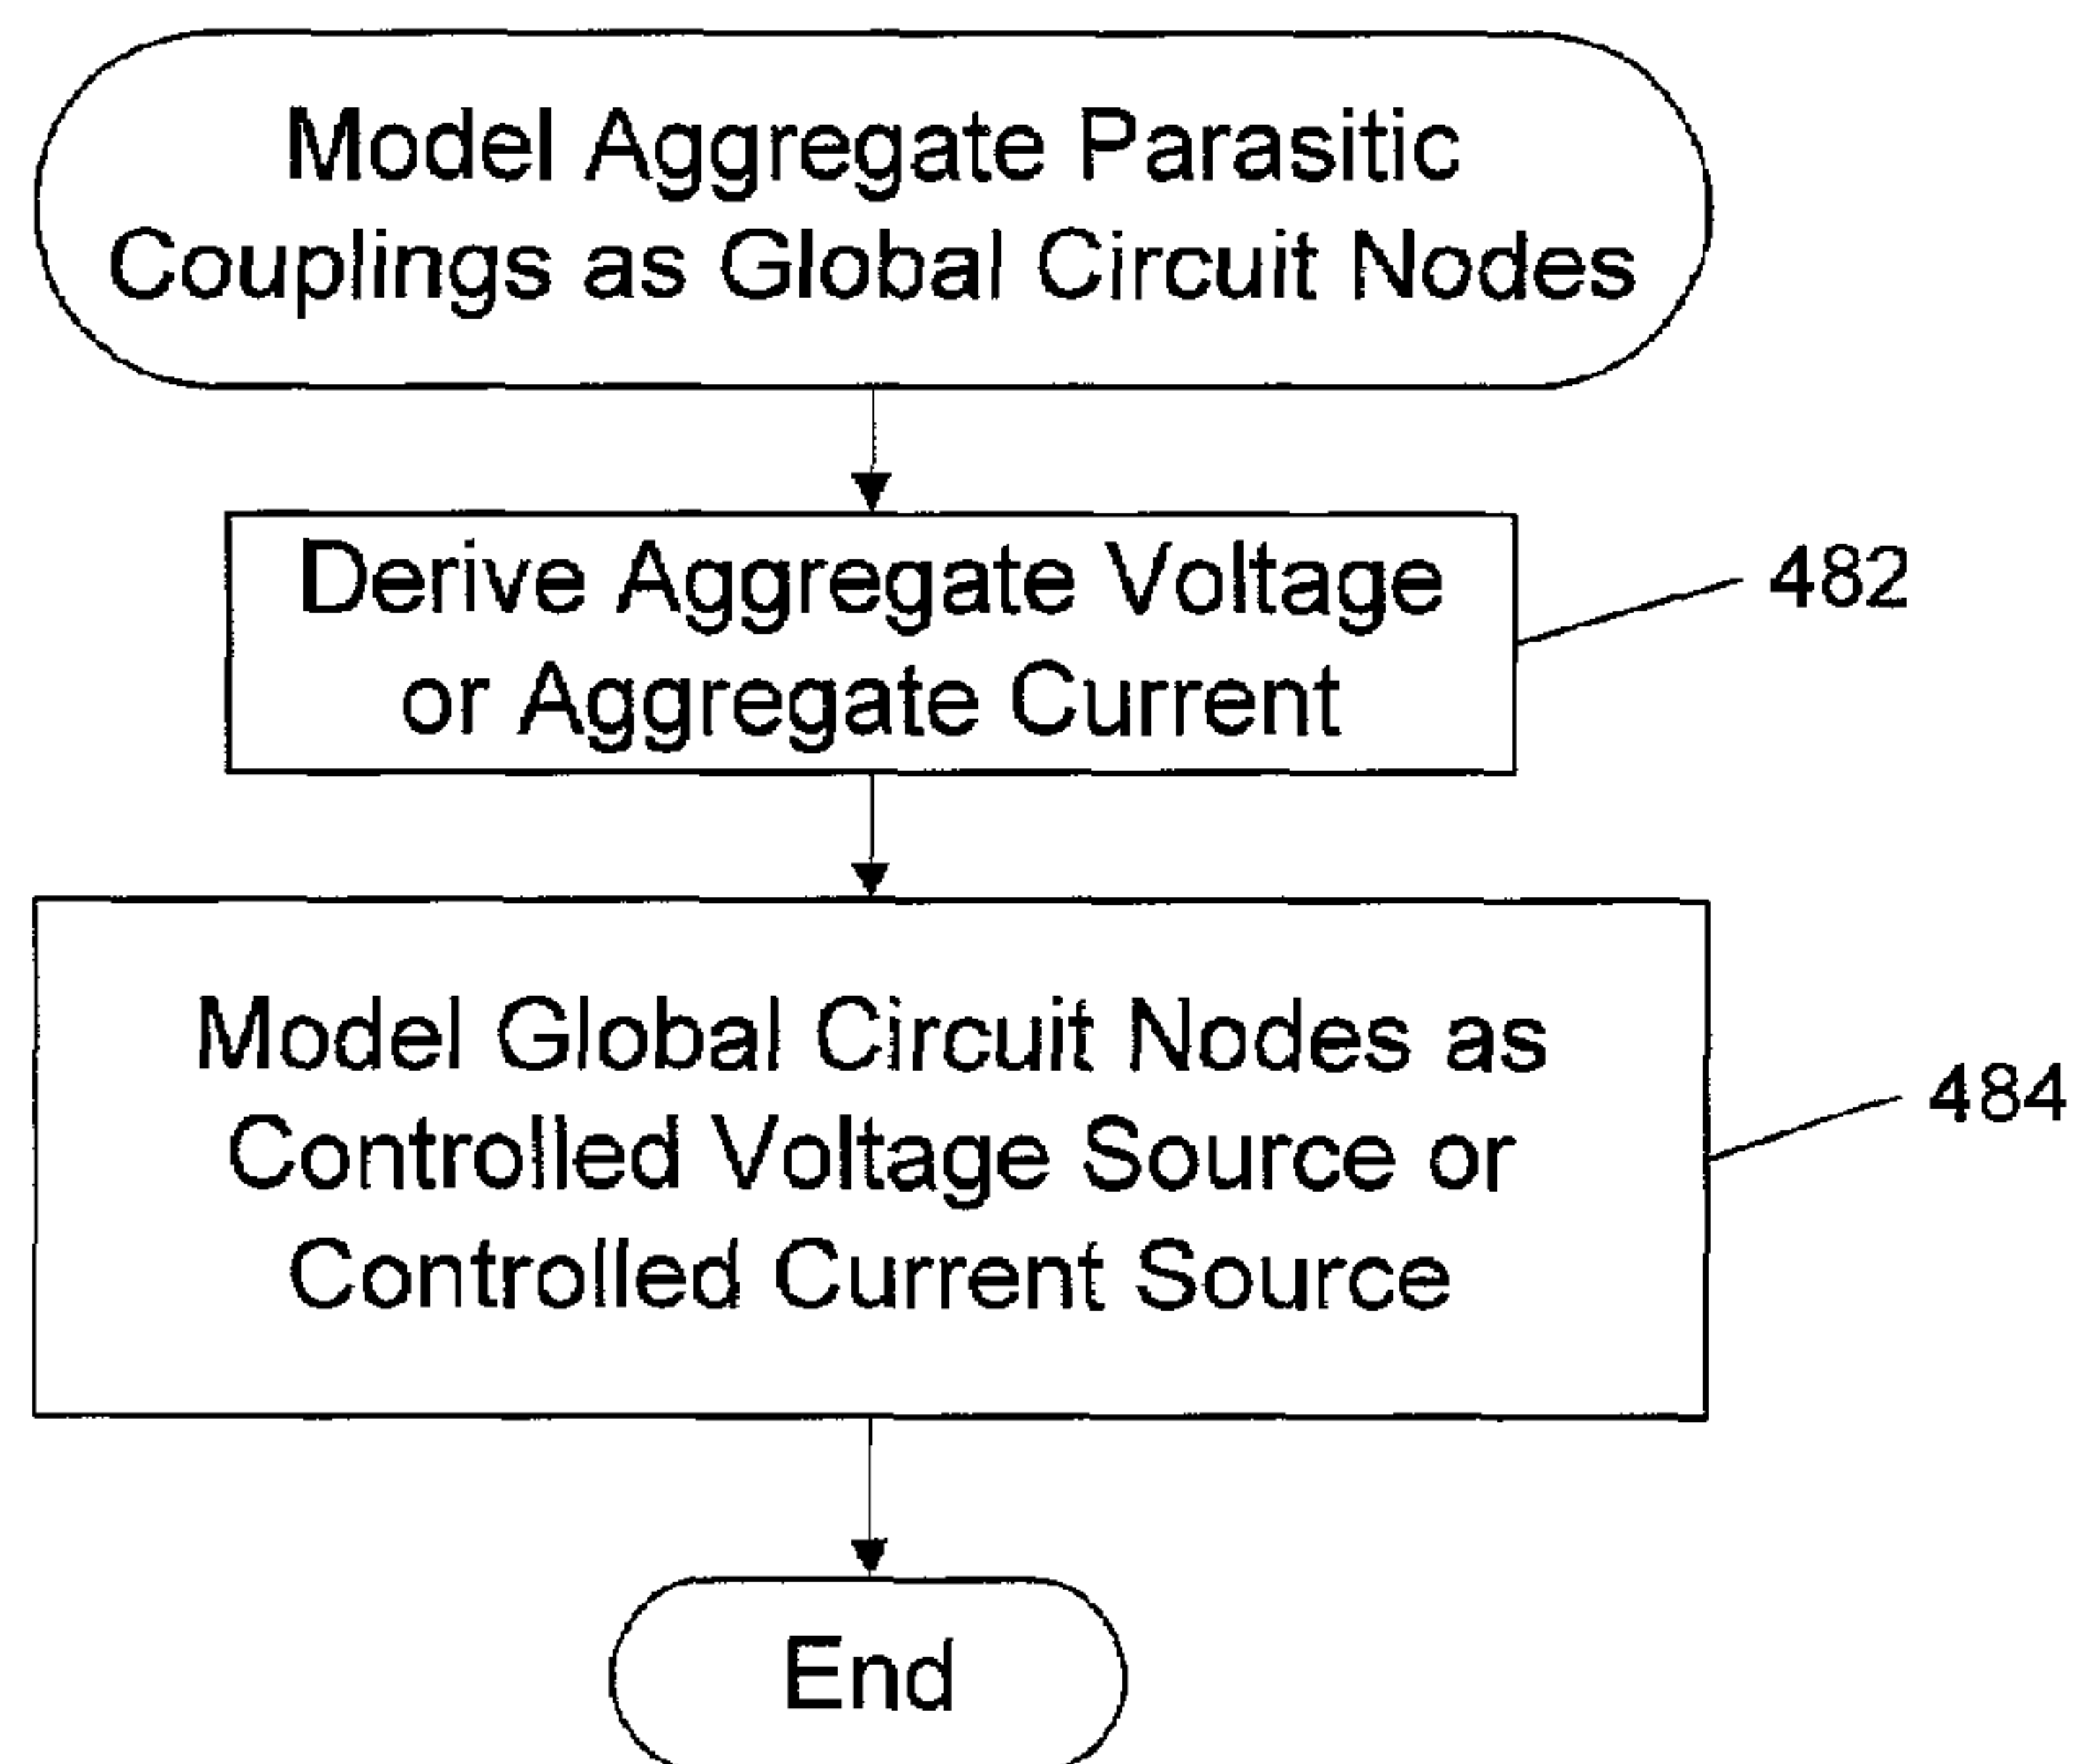 Model Aggregate Parasitic
Couplings as Global Circuit Nodes
Derive Aggregate Voltage
or Aggregate Current
482
Model Global Circuit Nodes as
Controlled Voltage Source or
Controlled Current Source
484
End